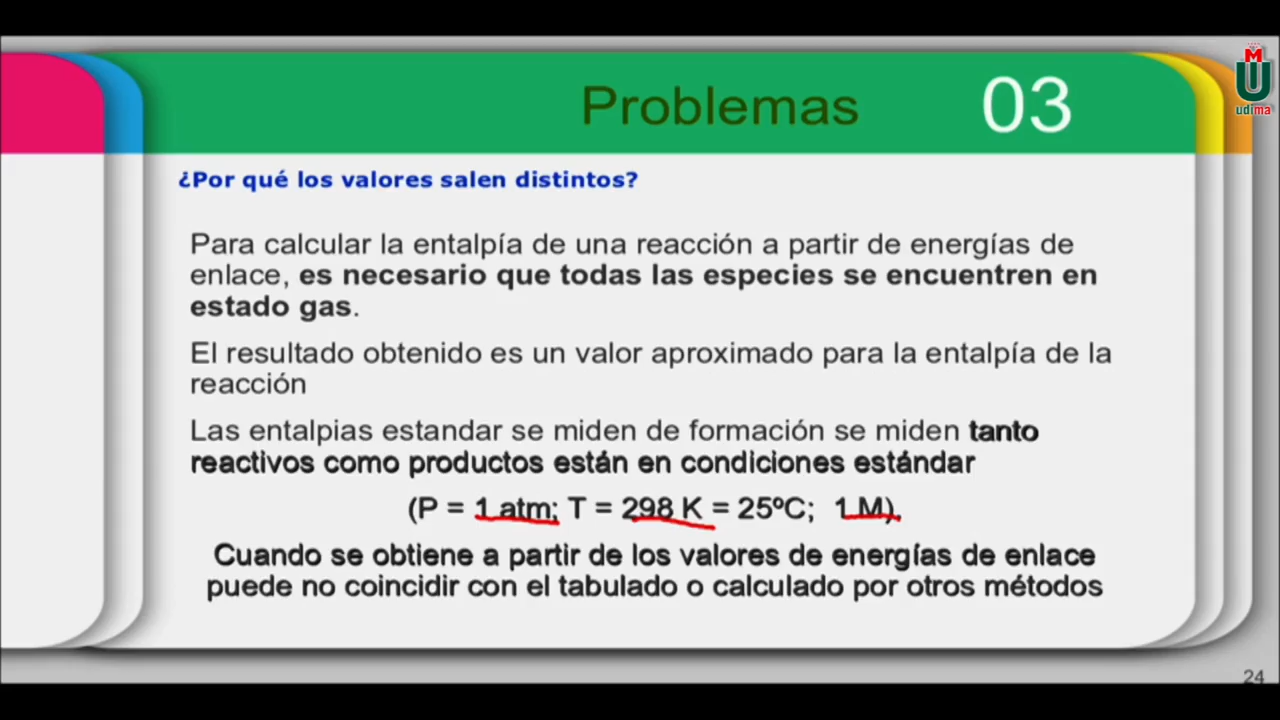 Problemas 03
M
U
udima
¿Por qué los valores salen distintos?
Para calcular la entalpía de una reacción a partir de energías de
enlace, es necesario que todas las especies se encuentren en
estado gas.
El resultado obtenido es un valor aproximado para la entalpía de la
reacción
Las entalpias estandar se miden de formación se miden tanto
reactivos como productos están en condiciones estándar
(P = 1 atm; T = 298 K = 25ºC; 1 M).
Cuando se obtiene a partir de los valores de energías de enlace
puede no coincidir con el tabulado o calculado por otros métodos
24